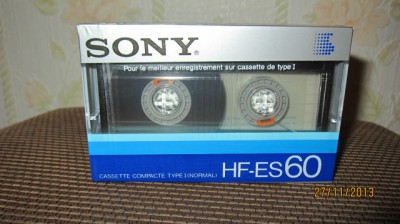 SONY®
Pour le meilleur enregistrement sur cassette de type I
CASSETTE COMPACTE TYPE I (NORMAL) HF-ES60
27/11/2013